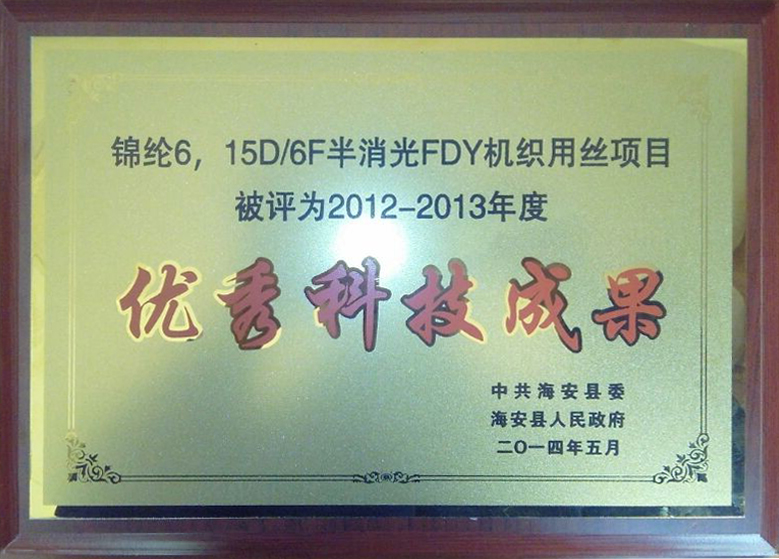 锦纶6，15D/6F半消光FDY机织用丝项目
被评为2012-2013年度
优秀科技成果
中共海安县委
海安县人民政府
二〇一四年五月